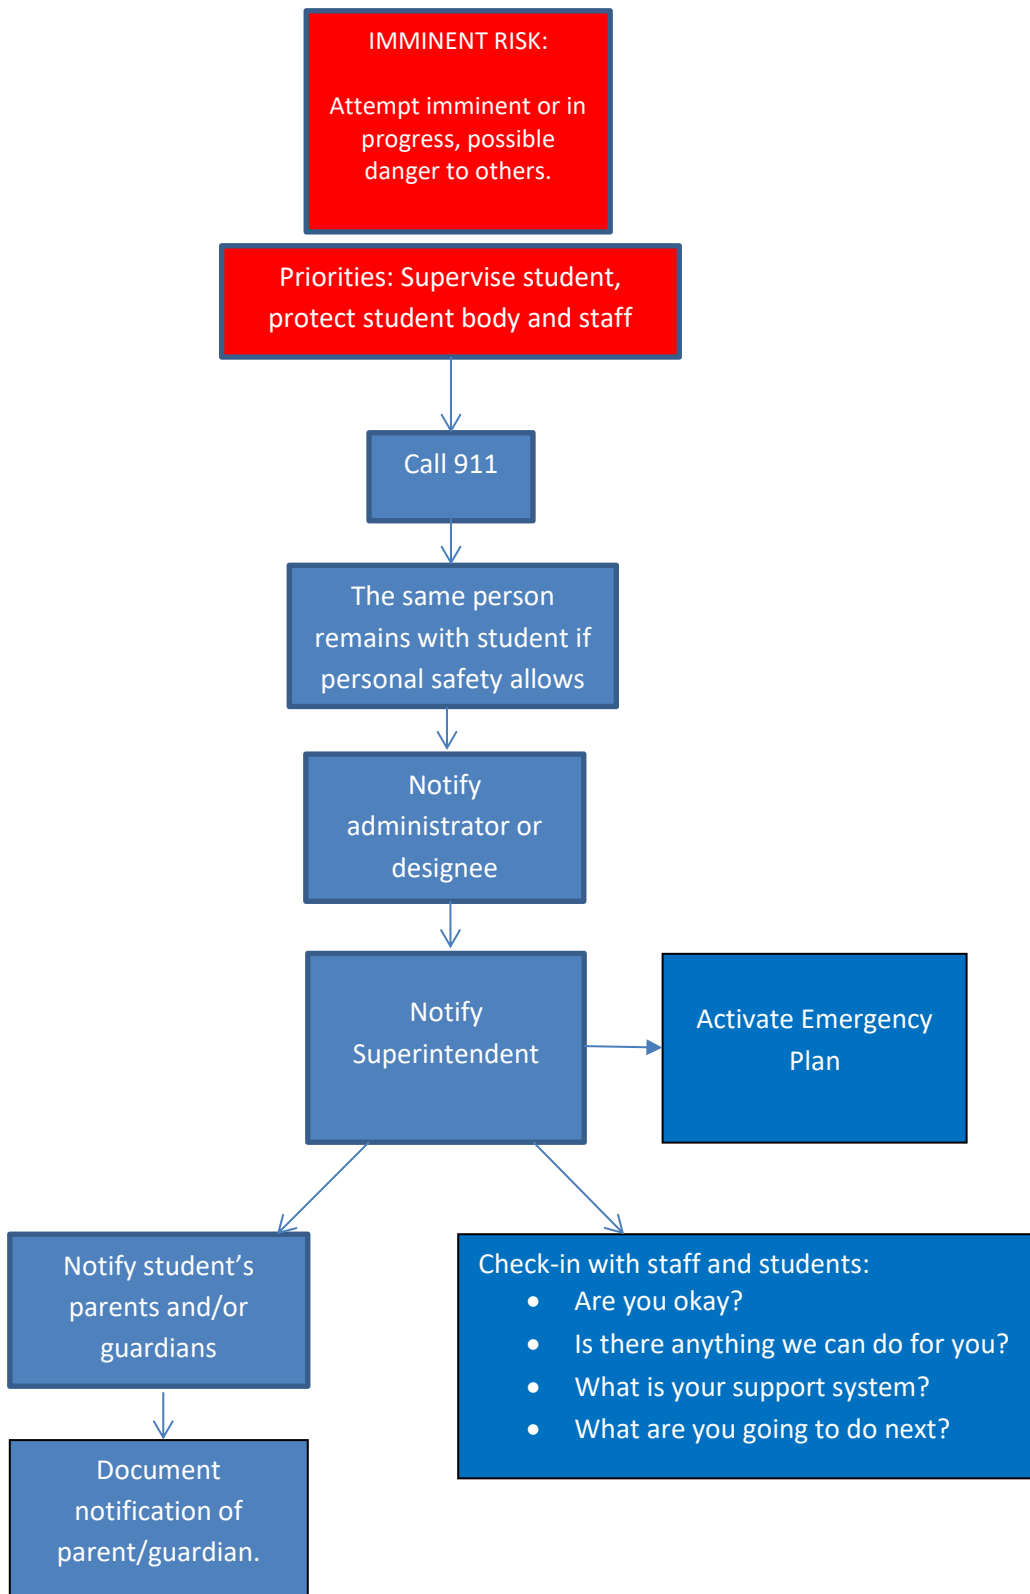 IMMINENT RISK:
Attempt imminent or in
progress, possible
danger to others.
Priorities: Supervise student,
protect student body and staff
Call 911
The same person
remains with student if
personal safety allows
Notify
administrator or
designee
Notify
Superintendent
Activate Emergency
Plan
Notify student’s
parents and/or
guardians
Check-in with staff and students:
• Are you okay?
• Is there anything we can do for you?
• What is your support system?
• What are you going to do next?
Document
notification of
parent/guardian.